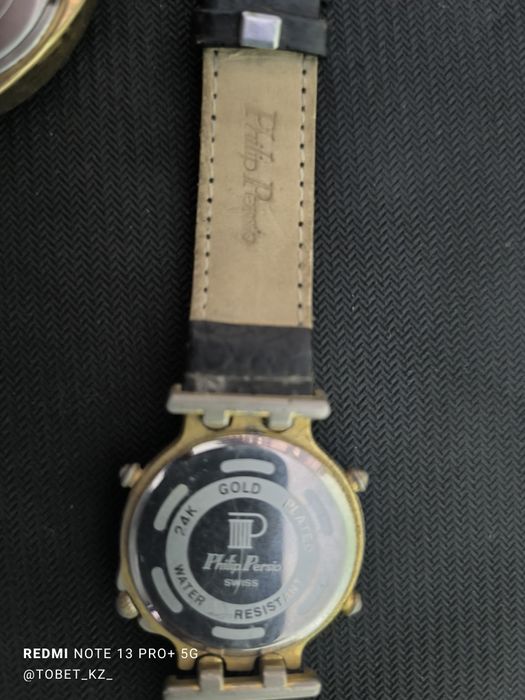 Philip Persio
24K GOLD PLATED
P
Philip Persio
SWISS
WATER RESISTANT
REDMI NOTE 13 PRO+ 5G
@TOBET_KZ_